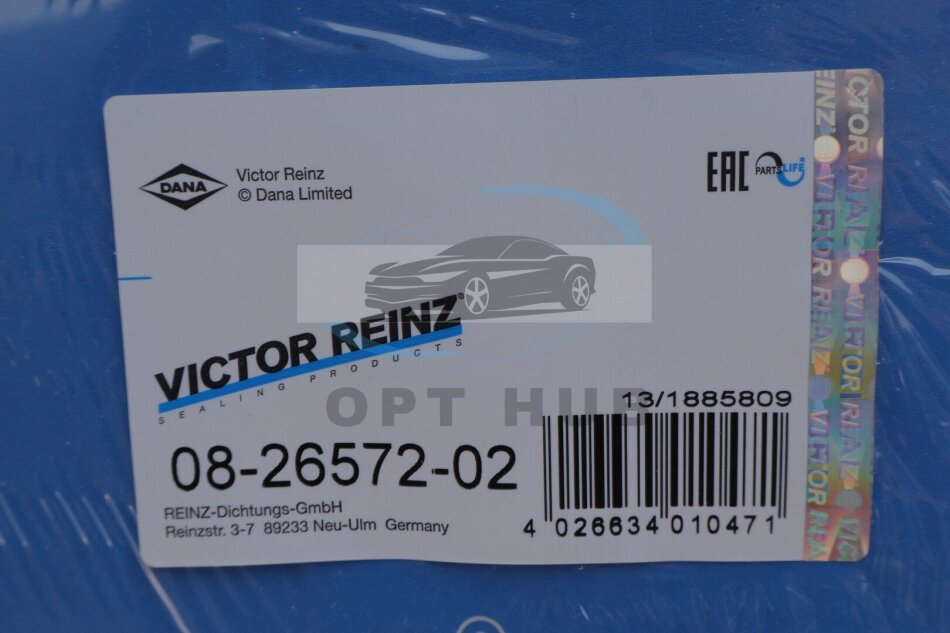 DANA
Victor Reinz
© Dana Limited
EAC
PARTS
LIFE
VICTOR REINZ®
SEALING PRODUCTS
OPT HUB
13/1885809
08-26572-02
4 026634 010471
REINZ-Dichtungs-GmbH
Reinzstr. 3-7 89233 Neu-Ulm Germany
VICTOR REINZ